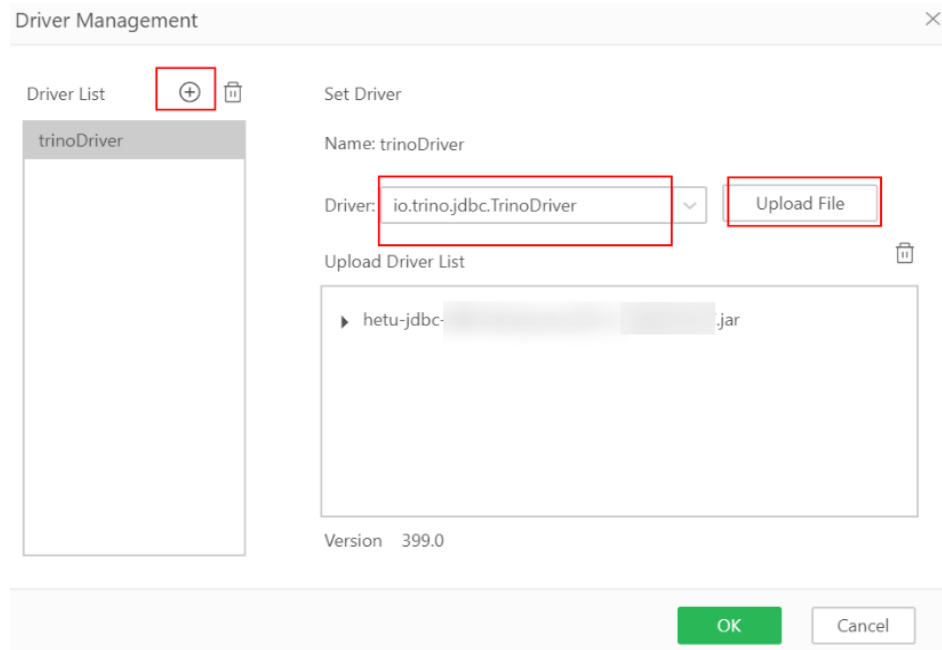 Driver Management
Driver List
trinoDriver
Set Driver
Name: trinoDriver
Driver: io.trino.jdbc.TrinoDriver
Upload File
Upload Driver List
hetu-jdbc- .jar
Version 399.0
OK
Cancel